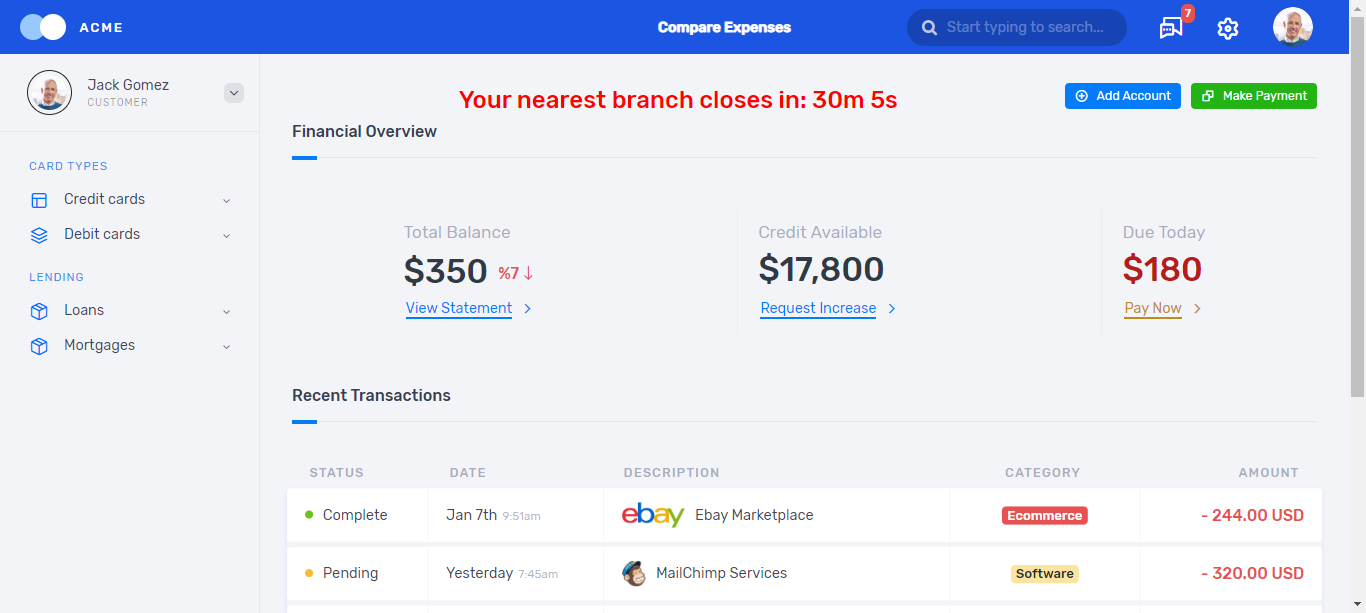 ACME
Compare Expenses
Start typing to search...
7
Jack Gomez
CUSTOMER
Your nearest branch closes in: 30m 5s
Add Account
Make Payment
Financial Overview
CARD TYPES
Credit cards
Debit cards
LENDING
Loans
Mortgages
Total Balance
$350 %7
View Statement
Credit Available
$17,800
Request Increase
Due Today
$180
Pay Now
Recent Transactions
STATUS DATE DESCRIPTION CATEGORY AMOUNT
Complete Jan 7th 9:51am ebay Ebay Marketplace Ecommerce - 244.00 USD
Pending Yesterday 7:45am MailChimp Services Software - 320.00 USD